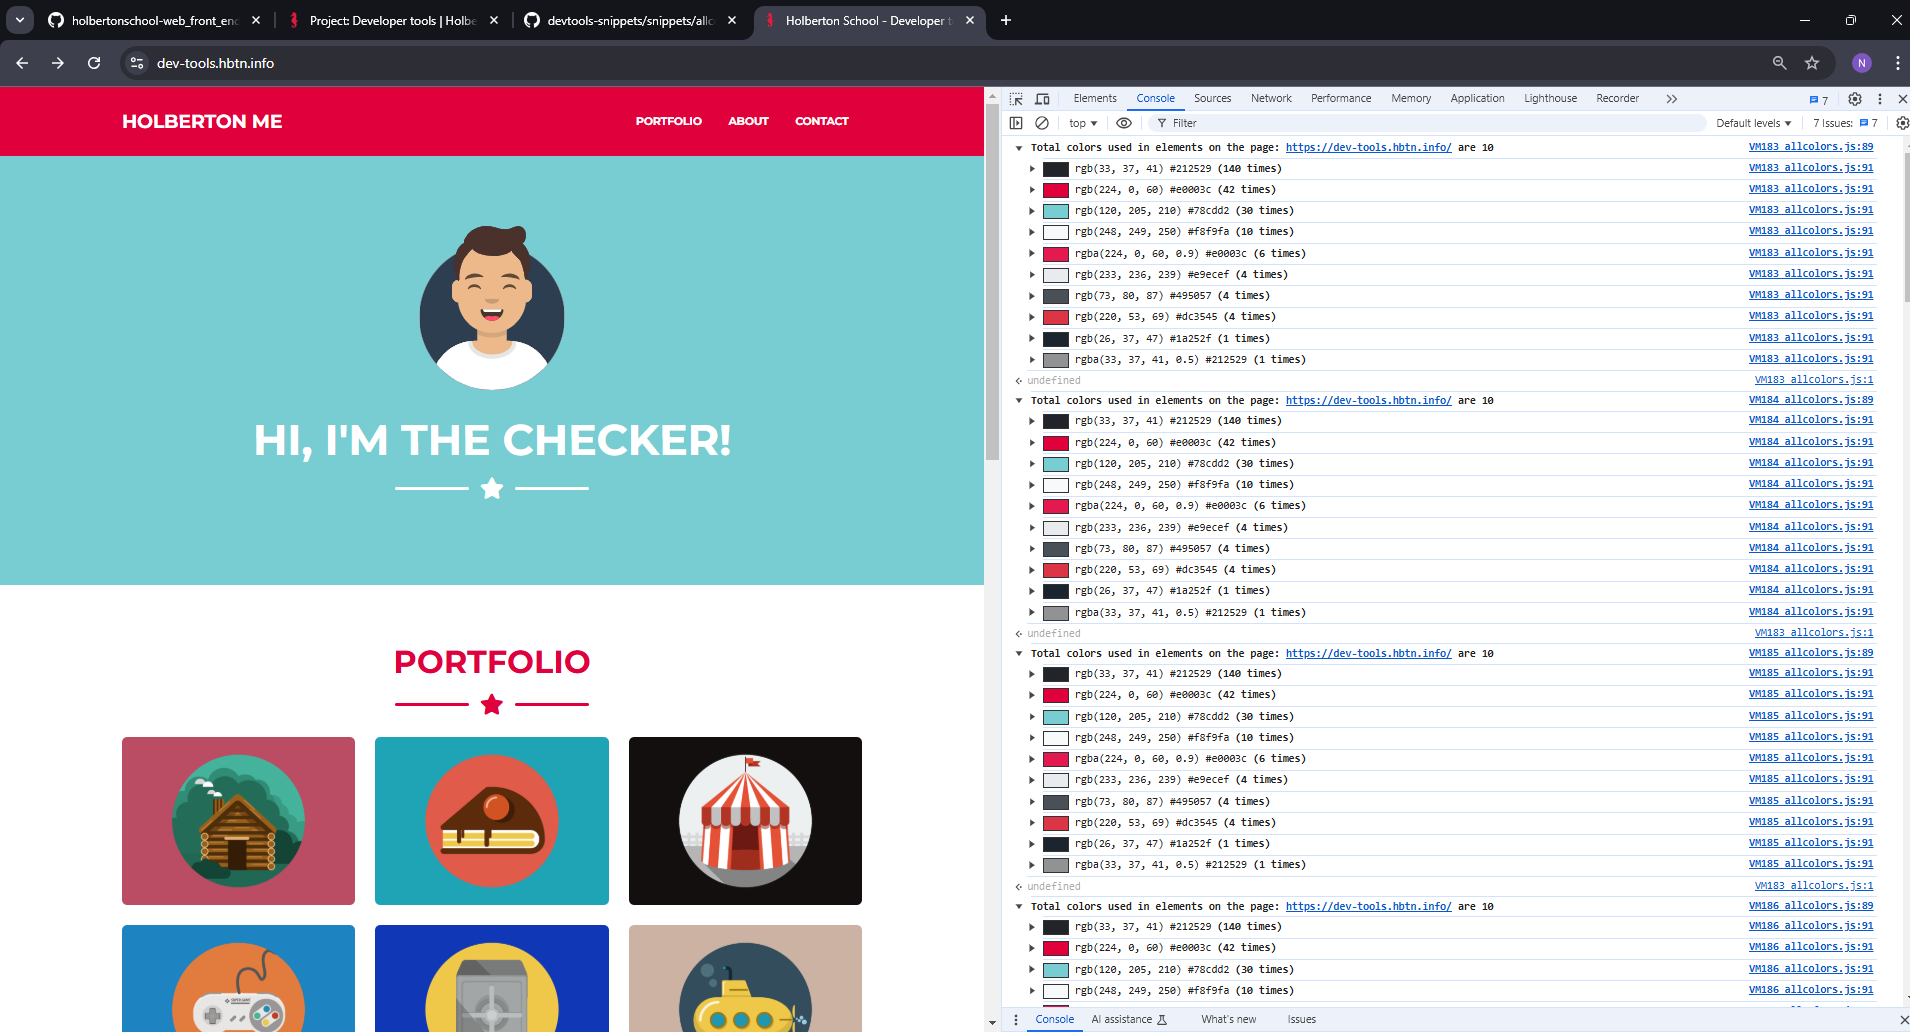 holbertonschool-web_front_end
Project: Developer tools | Holbe
devtools-snippets/snippets/allc
Holberton School - Developer t
dev-tools.hbtn.info
N
HOLBERTON ME
PORTFOLIO ABOUT CONTACT
HI, I'M THE CHECKER!
PORTFOLIO
Elements Console Sources Network Performance Memory Application Lighthouse Recorder 7
top Filter Default levels 7 Issues: 7
Total colors used in elements on the page: https://dev-tools.hbtn.info/ are 10 VM183 allcolors.js:89
rgb(33, 37, 41) #212529 (140 times) VM183 allcolors.js:91
rgb(224, 0, 60) #e0003c (42 times) VM183 allcolors.js:91
rgb(120, 205, 210) #78cdd2 (30 times) VM183 allcolors.js:91
rgb(248, 249, 250) #f8f9fa (10 times) VM183 allcolors.js:91
rgba(224, 0, 60, 0.9) #e0003c (6 times) VM183 allcolors.js:91
rgb(233, 236, 239) #e9ecef (4 times) VM183 allcolors.js:91
rgb(73, 80, 87) #495057 (4 times) VM183 allcolors.js:91
rgb(220, 53, 69) #dc3545 (4 times) VM183 allcolors.js:91
rgb(26, 37, 47) #1a252f (1 times) VM183 allcolors.js:91
rgba(33, 37, 41, 0.5) #212529 (1 times) VM183 allcolors.js:91
undefined VM183 allcolors.js:1
Total colors used in elements on the page: https://dev-tools.hbtn.info/ are 10 VM184 allcolors.js:89
rgb(33, 37, 41) #212529 (140 times) VM184 allcolors.js:91
rgb(224, 0, 60) #e0003c (42 times) VM184 allcolors.js:91
rgb(120, 205, 210) #78cdd2 (30 times) VM184 allcolors.js:91
rgb(248, 249, 250) #f8f9fa (10 times) VM184 allcolors.js:91
rgba(224, 0, 60, 0.9) #e0003c (6 times) VM184 allcolors.js:91
rgb(233, 236, 239) #e9ecef (4 times) VM184 allcolors.js:91
rgb(73, 80, 87) #495057 (4 times) VM184 allcolors.js:91
rgb(220, 53, 69) #dc3545 (4 times) VM184 allcolors.js:91
rgb(26, 37, 47) #1a252f (1 times) VM184 allcolors.js:91
rgba(33, 37, 41, 0.5) #212529 (1 times) VM184 allcolors.js:91
undefined VM183 allcolors.js:1
Total colors used in elements on the page: https://dev-tools.hbtn.info/ are 10 VM185 allcolors.js:89
rgb(33, 37, 41) #212529 (140 times) VM185 allcolors.js:91
rgb(224, 0, 60) #e0003c (42 times) VM185 allcolors.js:91
rgb(120, 205, 210) #78cdd2 (30 times) VM185 allcolors.js:91
rgb(248, 249, 250) #f8f9fa (10 times) VM185 allcolors.js:91
rgba(224, 0, 60, 0.9) #e0003c (6 times) VM185 allcolors.js:91
rgb(233, 236, 239) #e9ecef (4 times) VM185 allcolors.js:91
rgb(73, 80, 87) #495057 (4 times) VM185 allcolors.js:91
rgb(220, 53, 69) #dc3545 (4 times) VM185 allcolors.js:91
rgb(26, 37, 47) #1a252f (1 times) VM185 allcolors.js:91
rgba(33, 37, 41, 0.5) #212529 (1 times) VM185 allcolors.js:91
undefined VM183 allcolors.js:1
Total colors used in elements on the page: https://dev-tools.hbtn.info/ are 10 VM186 allcolors.js:89
rgb(33, 37, 41) #212529 (140 times) VM186 allcolors.js:91
rgb(224, 0, 60) #e0003c (42 times) VM186 allcolors.js:91
rgb(120, 205, 210) #78cdd2 (30 times) VM186 allcolors.js:91
rgb(248, 249, 250) #f8f9fa (10 times) VM186 allcolors.js:91
Console AI assistance What's new Issues